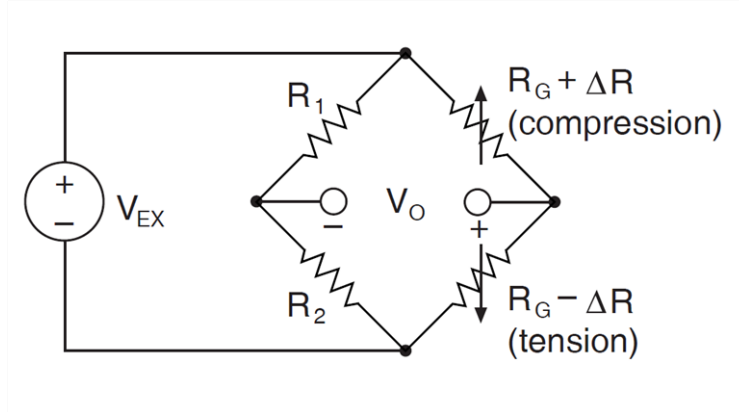 R1
RG + ΔR
(compression)
+
−
VEX
−
VO
+
R2
RG − ΔR
(tension)